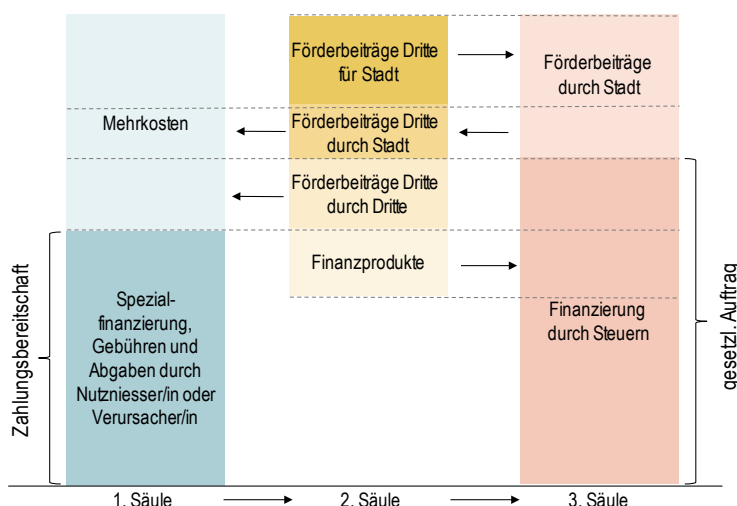 Förderbeiträge Dritte
für Stadt
Förderbeiträge
durch Stadt
Mehrkosten
Förderbeiträge Dritte
durch Stadt
Förderbeiträge Dritte
durch Dritte
Finanzprodukte
Zahlungsbereitschaft
Spezial-
finanzierung,
Gebühren und
Abgaben durch
Nutzniesser/in oder
Verursacher/in
Finanzierung
durch Steuern
gesetzl. Auftrag
1. Säule
2. Säule
3. Säule